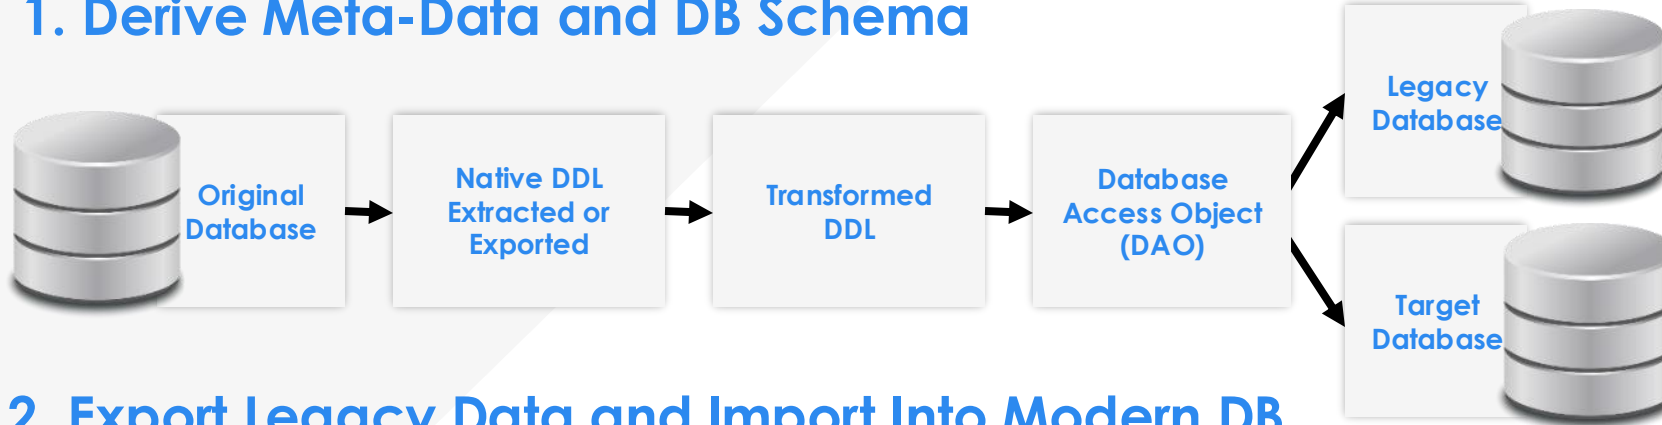 1. Derive Meta-Data and DB Schema
Original
Database
Native DDL
Extracted or
Exported
Transformed
DDL
Database
Access Object
(DAO)
Legacy
Database
Target
Database
2. Export Legacy Data and Import Into Modern DB